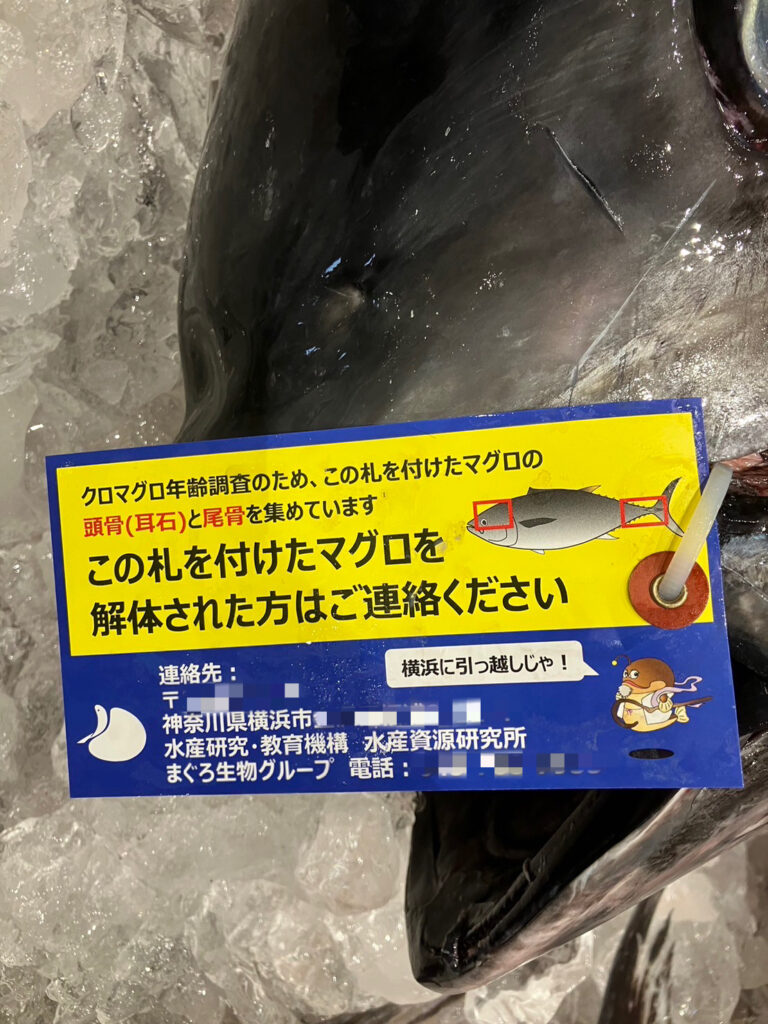 クロマグロ年齢調査のため、この札を付けたマグロの
頭骨(耳石)と尾骨を集めています
この札を付けたマグロを
解体された方はご連絡ください
横浜に引っ越しじゃ！
連絡先：
〒
神奈川県横浜市
水産研究・教育機構 水産資源研究所
まぐろ生物グループ 電話：